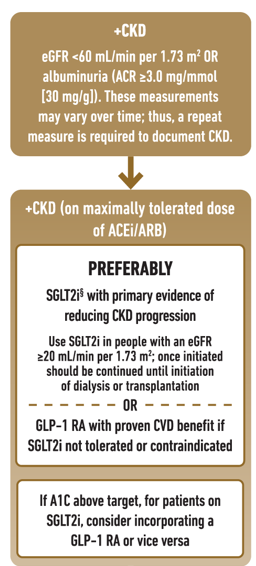 +CKD
eGFR <60 mL/min per 1.73 m² OR
albuminuria (ACR ≥3.0 mg/mmol
[30 mg/g]). These measurements
may vary over time; thus, a repeat
measure is required to document CKD.
+CKD (on maximally tolerated dose
of ACEi/ARB)
PREFERABLY
SGLT2i§ with primary evidence of
reducing CKD progression
Use SGLT2i in people with an eGFR
≥20 mL/min per 1.73 m²; once initiated
should be continued until initiation
of dialysis or transplantation
OR
GLP-1 RA with proven CVD benefit if
SGLT2i not tolerated or contraindicated
If A1C above target, for patients on
SGLT2i, consider incorporating a
GLP-1 RA or vice versa